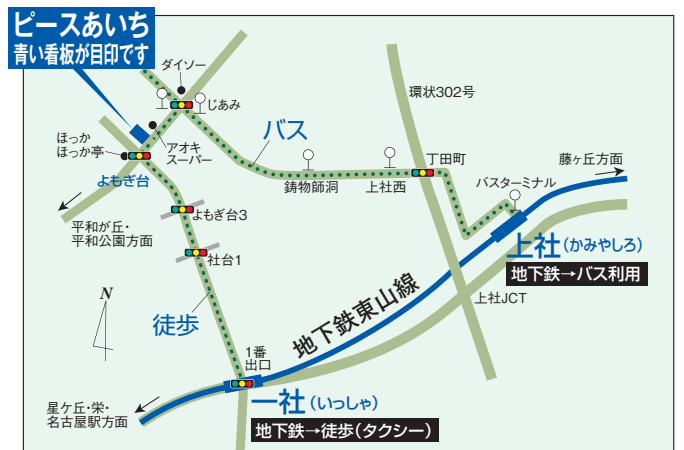 ピースあいち
青い看板が目印です
ダイソー
じあみ
バス
環状302号
ほっか
ほっか亭
アオキ
スーパー
よもぎ台
鋳物師洞
上社西
丁田町
バスターミナル
藤ヶ丘方面
平和が丘・
平和公園方面
よもぎ台3
社台1
上社(かみやしろ)
地下鉄→バス利用
上社JCT
地下鉄東山線
徒歩
N
1番
出口
一社(いっしゃ)
地下鉄→徒歩(タクシー)
星ケ丘・栄・
名古屋駅方面